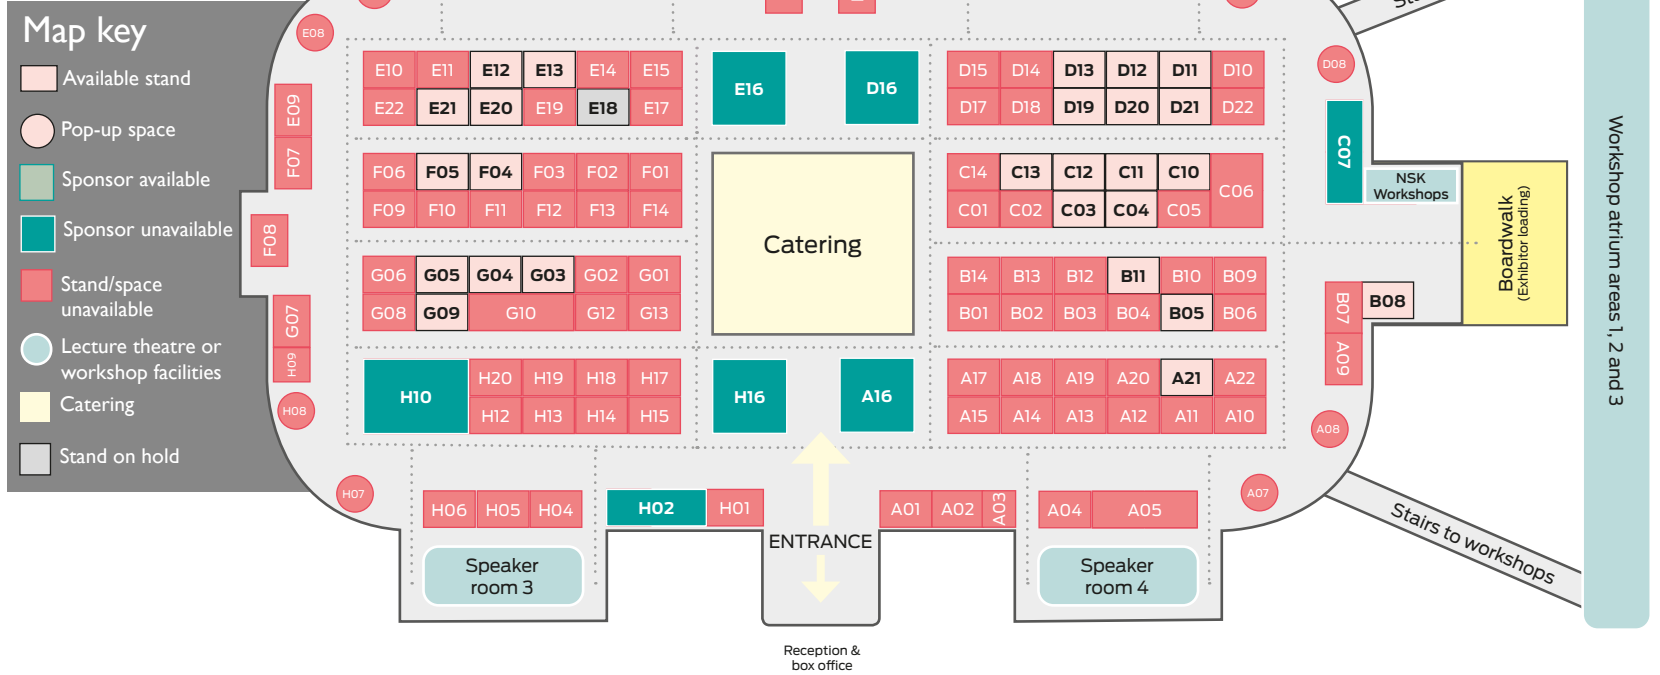 Map key
Available stand
Pop-up space
Sponsor available
Sponsor unavailable
Stand/space
unavailable
Lecture theatre or
workshop facilities
Catering
Stand on hold
E08
D08
E10 E11 E12 E13 E14 E15
E22 E21 E20 E19 E18 E17
E16
D16
D15 D14 D13 D12 D11 D10
D17 D18 D19 D20 D21 D22
E09
F07
F08
G07
H09
H08
H07
F06 F05 F04 F03 F02 F01
F09 F10 F11 F12 F13 F14
Catering
C14 C13 C12 C11 C10 C06
C01 C02 C03 C04 C05
C07
NSK
Workshops
Boardwalk
(Exhibitor loading)
Workshop atrium areas 1, 2 and 3
G06 G05 G04 G03 G02 G01
G08 G09 G10 G12 G13
B14 B13 B12 B11 B10 B09
B01 B02 B03 B04 B05 B06
B07
B08
A09
H10
H20 H19 H18 H17
H12 H13 H14 H15
H16
A16
A17 A18 A19 A20 A21 A22
A15 A14 A13 A12 A11 A10
A08
A07
H06 H05 H04
H02
H01
A01 A02 A03
A04 A05
ENTRANCE
Speaker
room 3
Speaker
room 4
Stairs to workshops
Reception &
box office